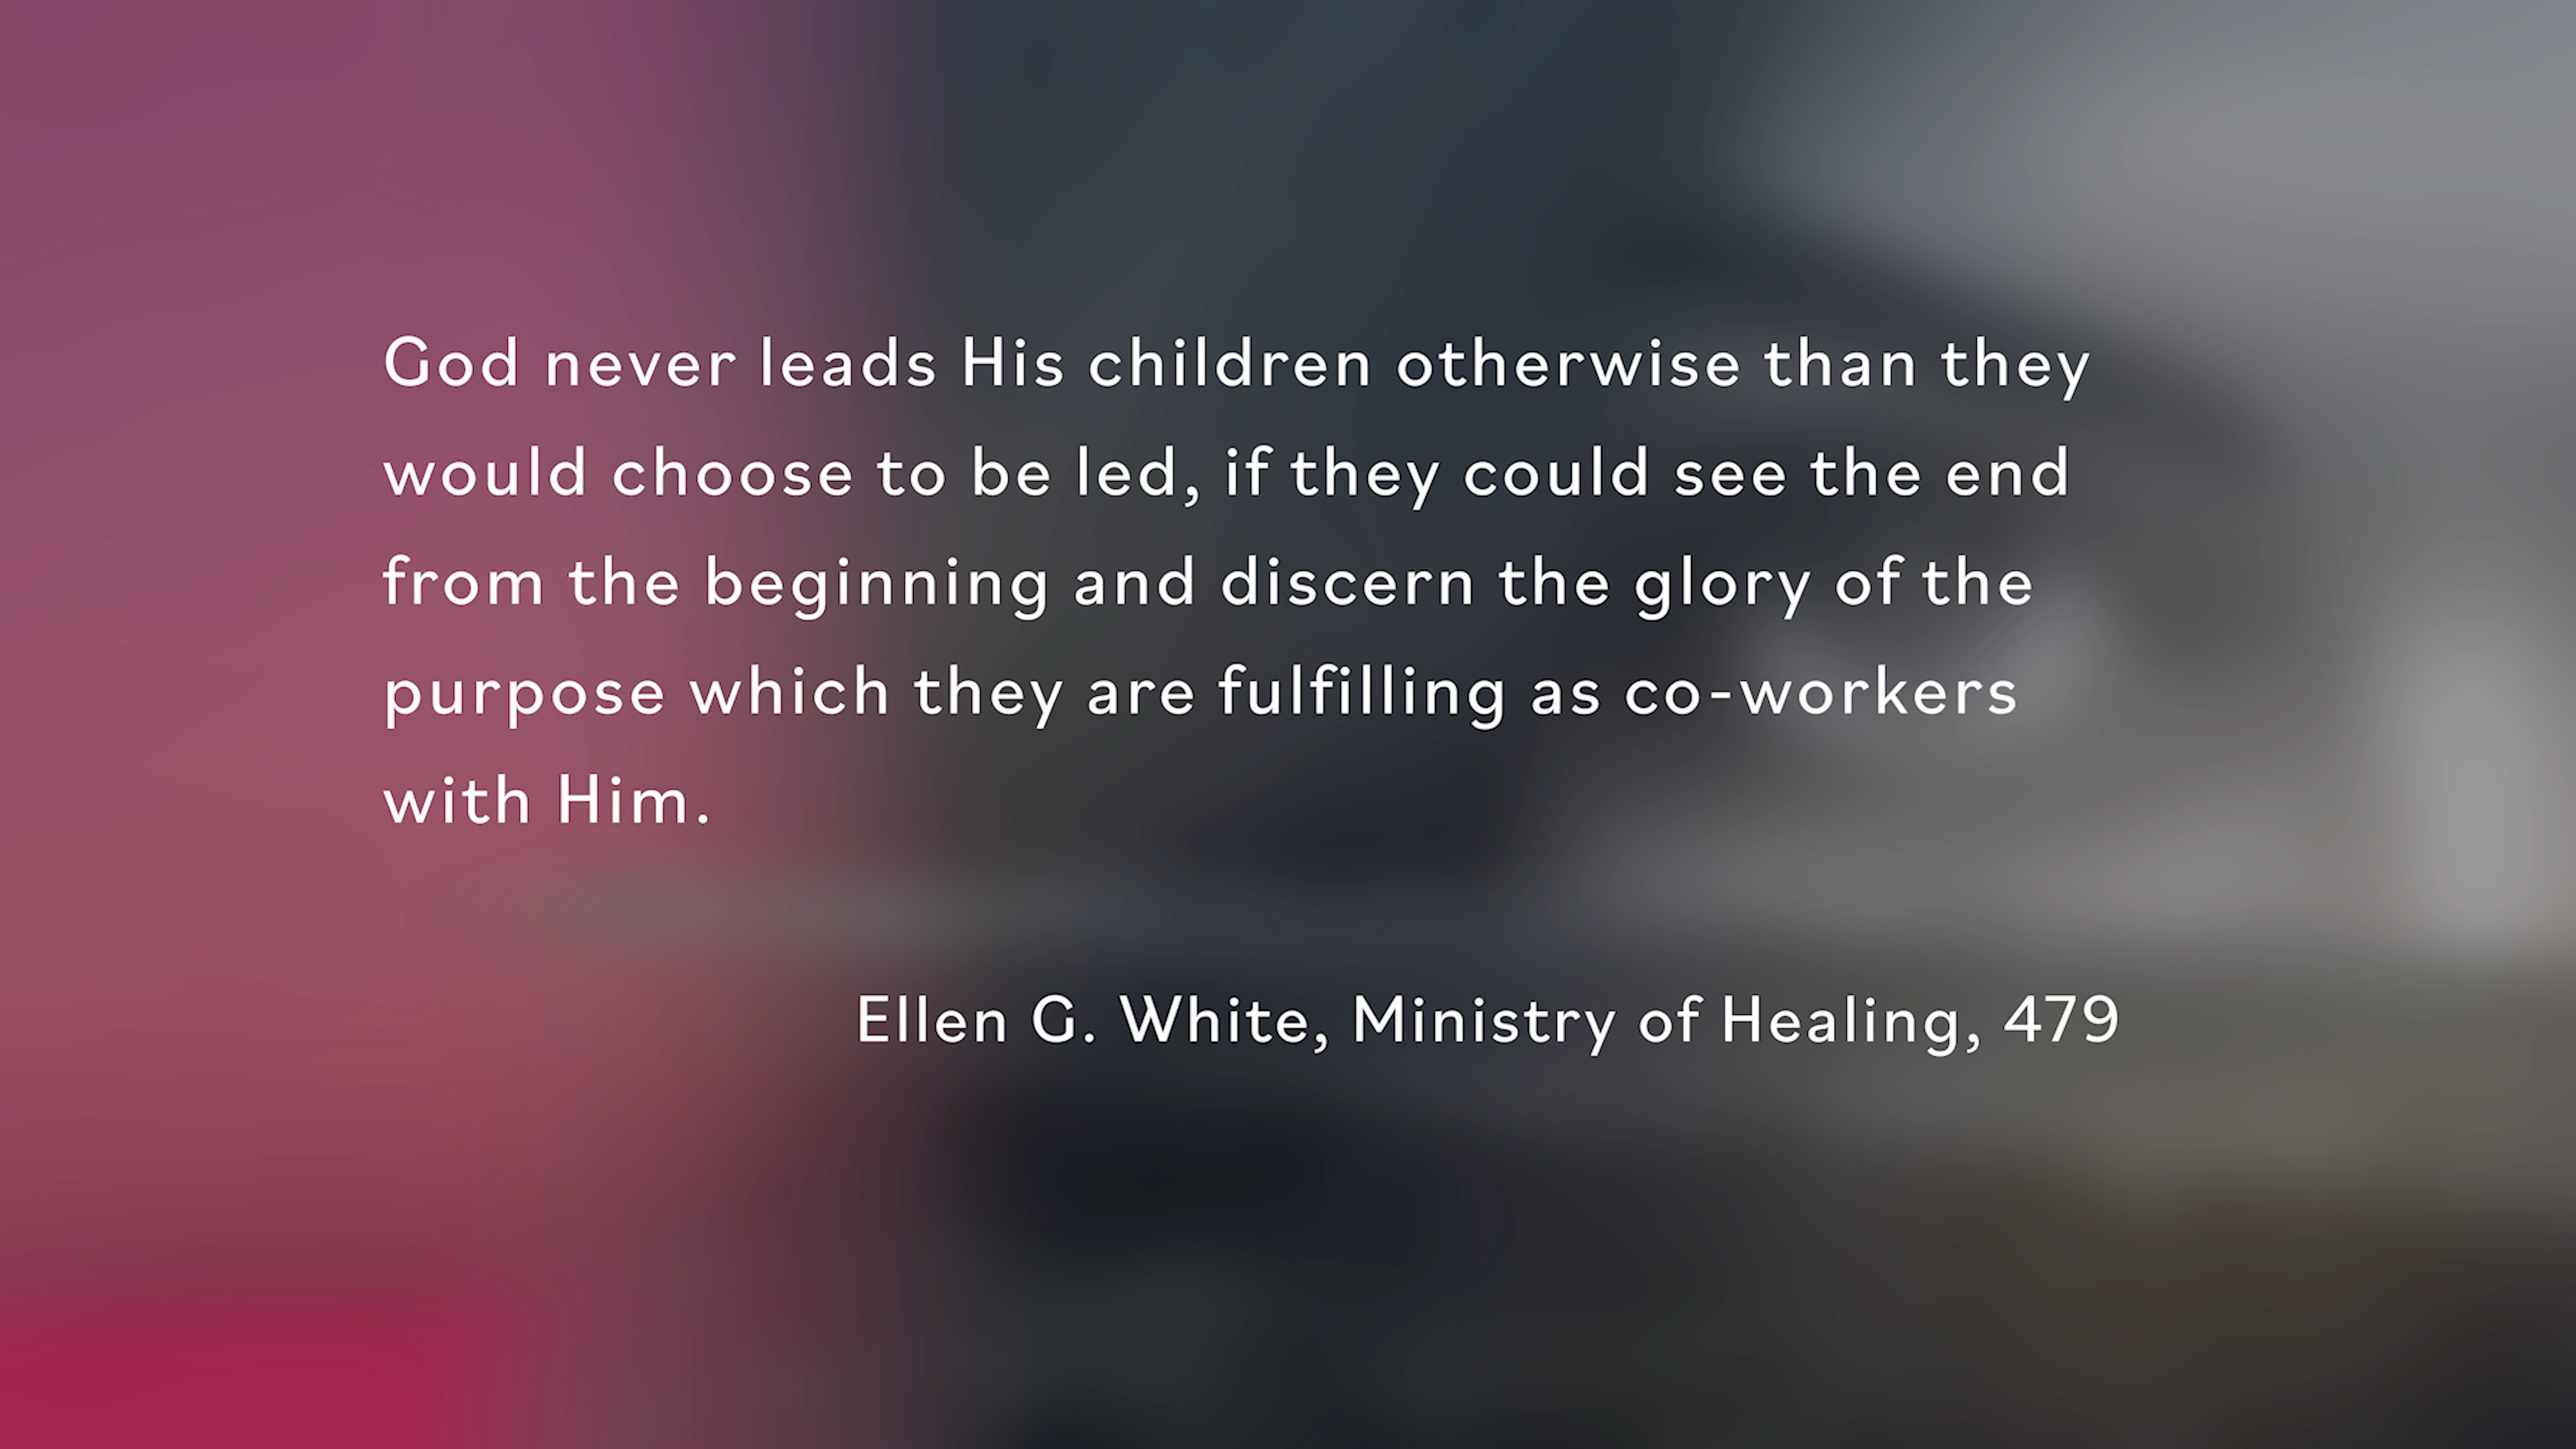 God never leads His children otherwise than they
would choose to be led, if they could see the end
from the beginning and discern the glory of the
purpose which they are fulfilling as co-workers
with Him.
Ellen G. White, Ministry of Healing, 479